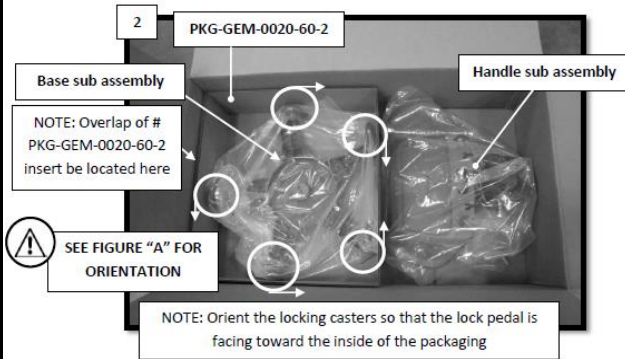 2
PKG-GEM-0020-60-2
Base sub assembly
Handle sub assembly
NOTE: Overlap of #
PKG-GEM-0020-60-2
insert be located here
SEE FIGURE "A" FOR
ORIENTATION
NOTE: Orient the locking casters so that the lock pedal is
facing toward the inside of the packaging